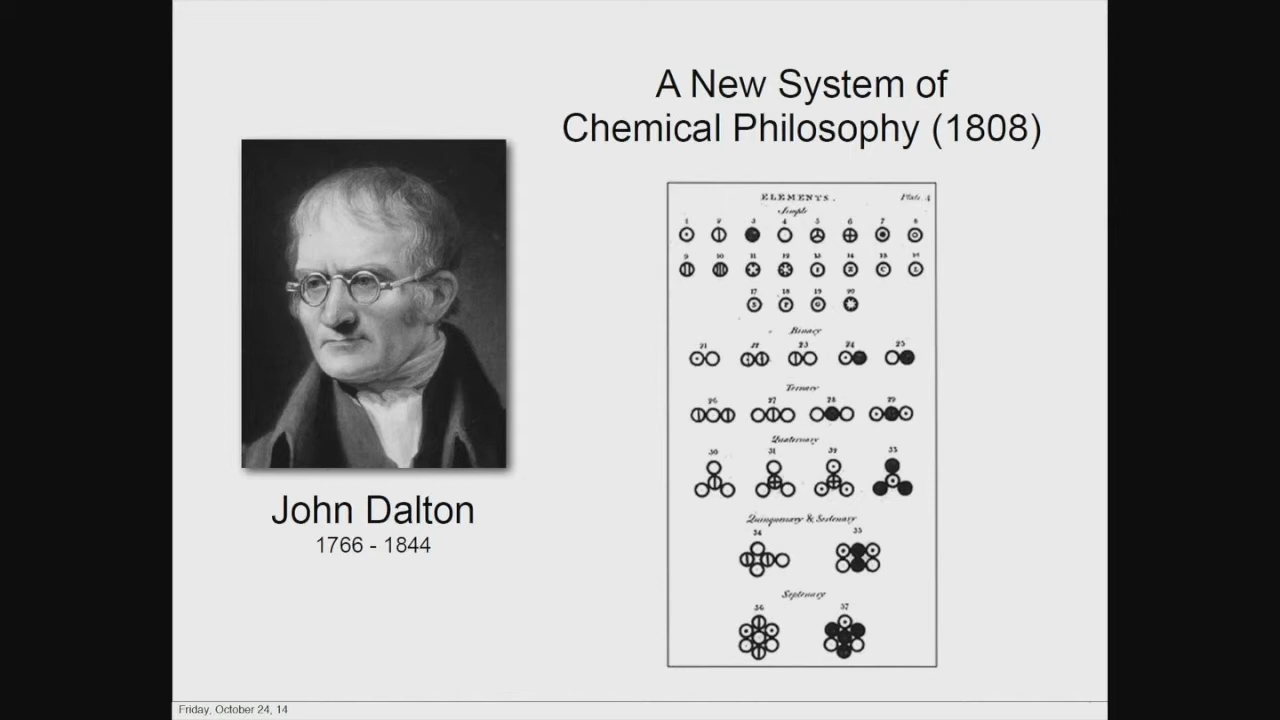 A New System of
Chemical Philosophy (1808)
ELEMENTS. Plate 4
Simple
1 2 3 4 5 6 7 8
9 10 11 12 13 14 15 16
I Z C L
17 18 19 20
S P G
Binary
21 22 23 24 25
Ternary
26 27 28 29
Quaternary
30 31 32 33
Quinquenary & Sextenary
34 35
Septenary
36 37
John Dalton
1766 - 1844
Friday, October 24, 14